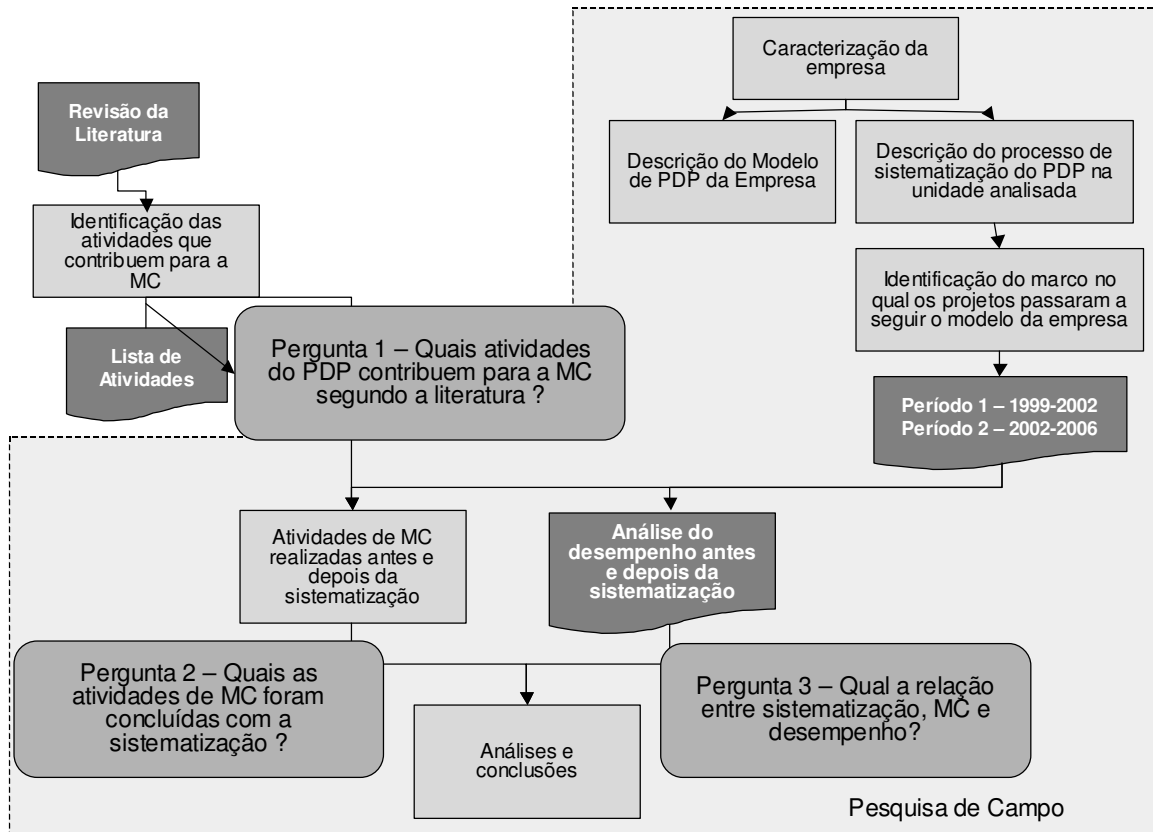 Caracterização da
empresa
Revisão da
Literatura
Descrição do Modelo
de PDP da Empresa
Descrição do processo de
sistematização do PDP na
unidade analisada
Identificação das
atividades que
contribuem para a
MC
Identificação do marco no
qual os projetos passaram a
seguir o modelo da empresa
Lista de
Atividades
Pergunta 1 – Quais atividades
do PDP contribuem para a MC
segundo a literatura ?
Período 1 – 1999-2002
Período 2 – 2002-2006
Atividades de MC
realizadas antes e
depois da
sistematização
Análise do
desempenho antes
e depois da
sistematização
Pergunta 2 – Quais as
atividades de MC foram
concluídas com a
sistematização ?
Pergunta 3 – Qual a relação
entre sistematização, MC e
desempenho?
Análises e
conclusões
Pesquisa de Campo